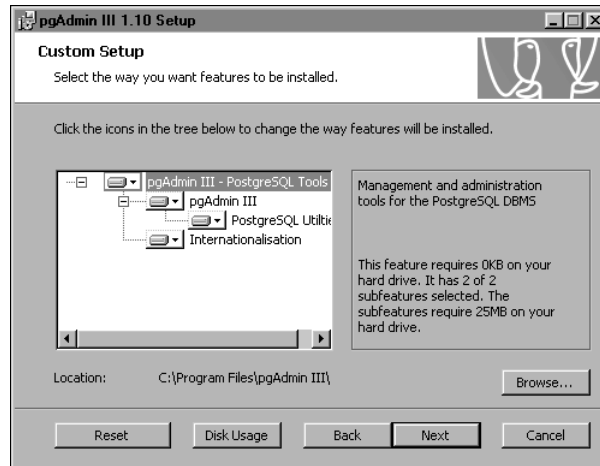 pgAdmin III 1.10 Setup
Custom Setup
Select the way you want features to be installed.
Click the icons in the tree below to change the way features will be installed.
pgAdmin III - PostgreSQL Tools
pgAdmin III
PostgreSQL Utiltie
Internationalisation
Management and administration
tools for the PostgreSQL DBMS
This feature requires 0KB on your
hard drive. It has 2 of 2
subfeatures selected. The
subfeatures require 25MB on your
hard drive.
Location: C:\Program Files\pgAdmin III\
Browse...
Reset Disk Usage Back Next Cancel